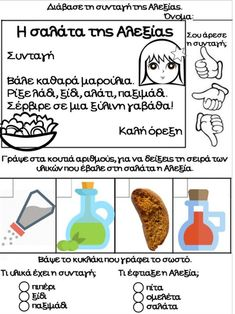 Διάβασε τη συνταγή της Αλεξίας.
Όνομα:
Η σαλάτα της Αλεξίας
Σου άρεσε
η συνταγή;
Συνταγή
Βάλε καθαρά μαρούλια.
Ρίξε λάδι, ξίδι, αλάτι, παξιμάδι.
Σέρβιρε σε μια ξύλινη γαβάθα!
Καλή όρεξη
Γράψε στα κουτιά αριθμούς, για να δείξεις τη σειρά των
υλικών που έβαλε στη σαλάτα η Αλεξία.
Βάψε το κυκλάκι που γράφει το σωστό.
Τι υλικά έχει η συνταγή;
πιπέρι
ξίδι
παξιμάδι
Τι έφτιαξε η Αλεξία;
πίτα
ομελέτα
σαλάτα